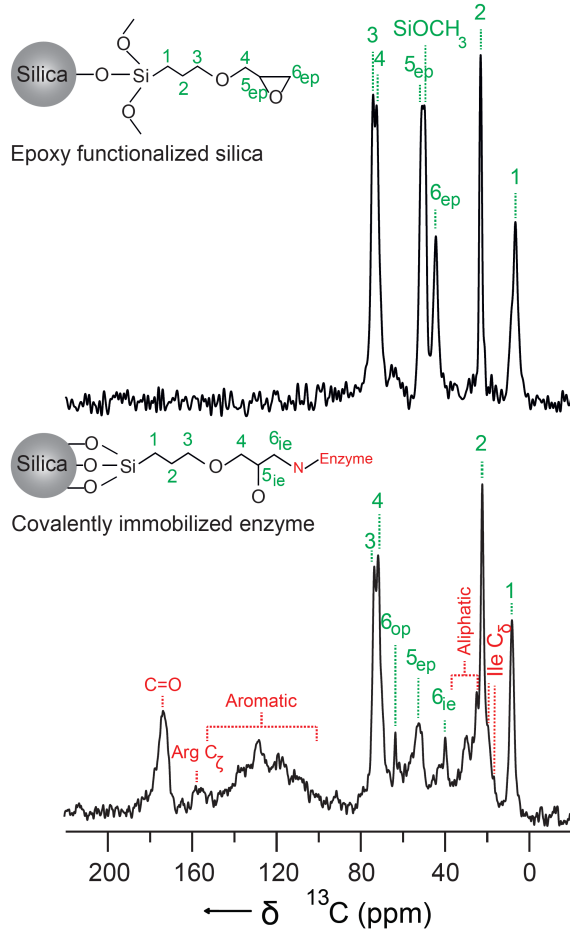 O
Silica
O
Si
1
2
3
O
4
5ep
6ep
O
O
Epoxy functionalized silica
3
4
5ep
SiOCH3
6ep
2
1
O
Silica
O
O
Si
1
2
3
O
4
5ie
O
6ie
N
Enzyme
Covalently immobilized enzyme
C=O
Arg Cζ
Aromatic
3
4
6op
5ep
6ie
Aliphatic
2
Ile Cδ
1
200 160 120 80 40 0
δ 13C (ppm)